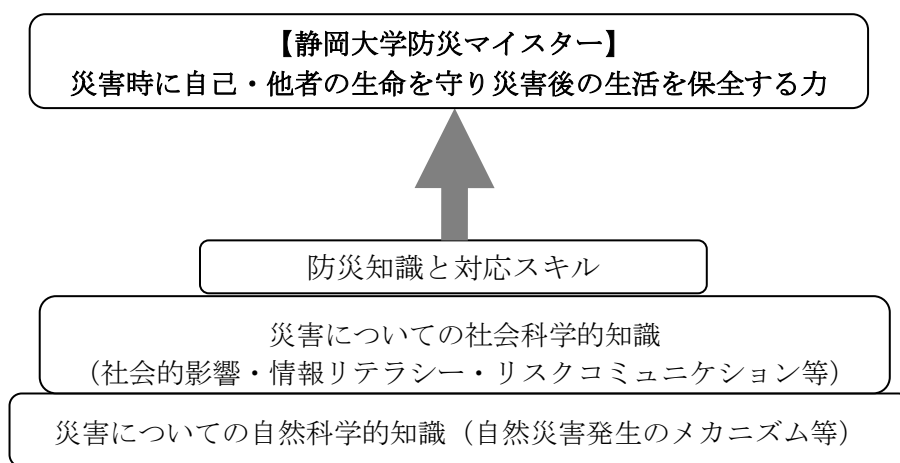 【静岡大学防災マイスター】
災害時に自己・他者の生命を守り災害後の生活を保全する力
防災知識と対応スキル
災害についての社会科学的知識
（社会的影響・情報リテラシー・リスクコミュニケション等）
災害についての自然科学的知識（自然災害発生のメカニズム等）